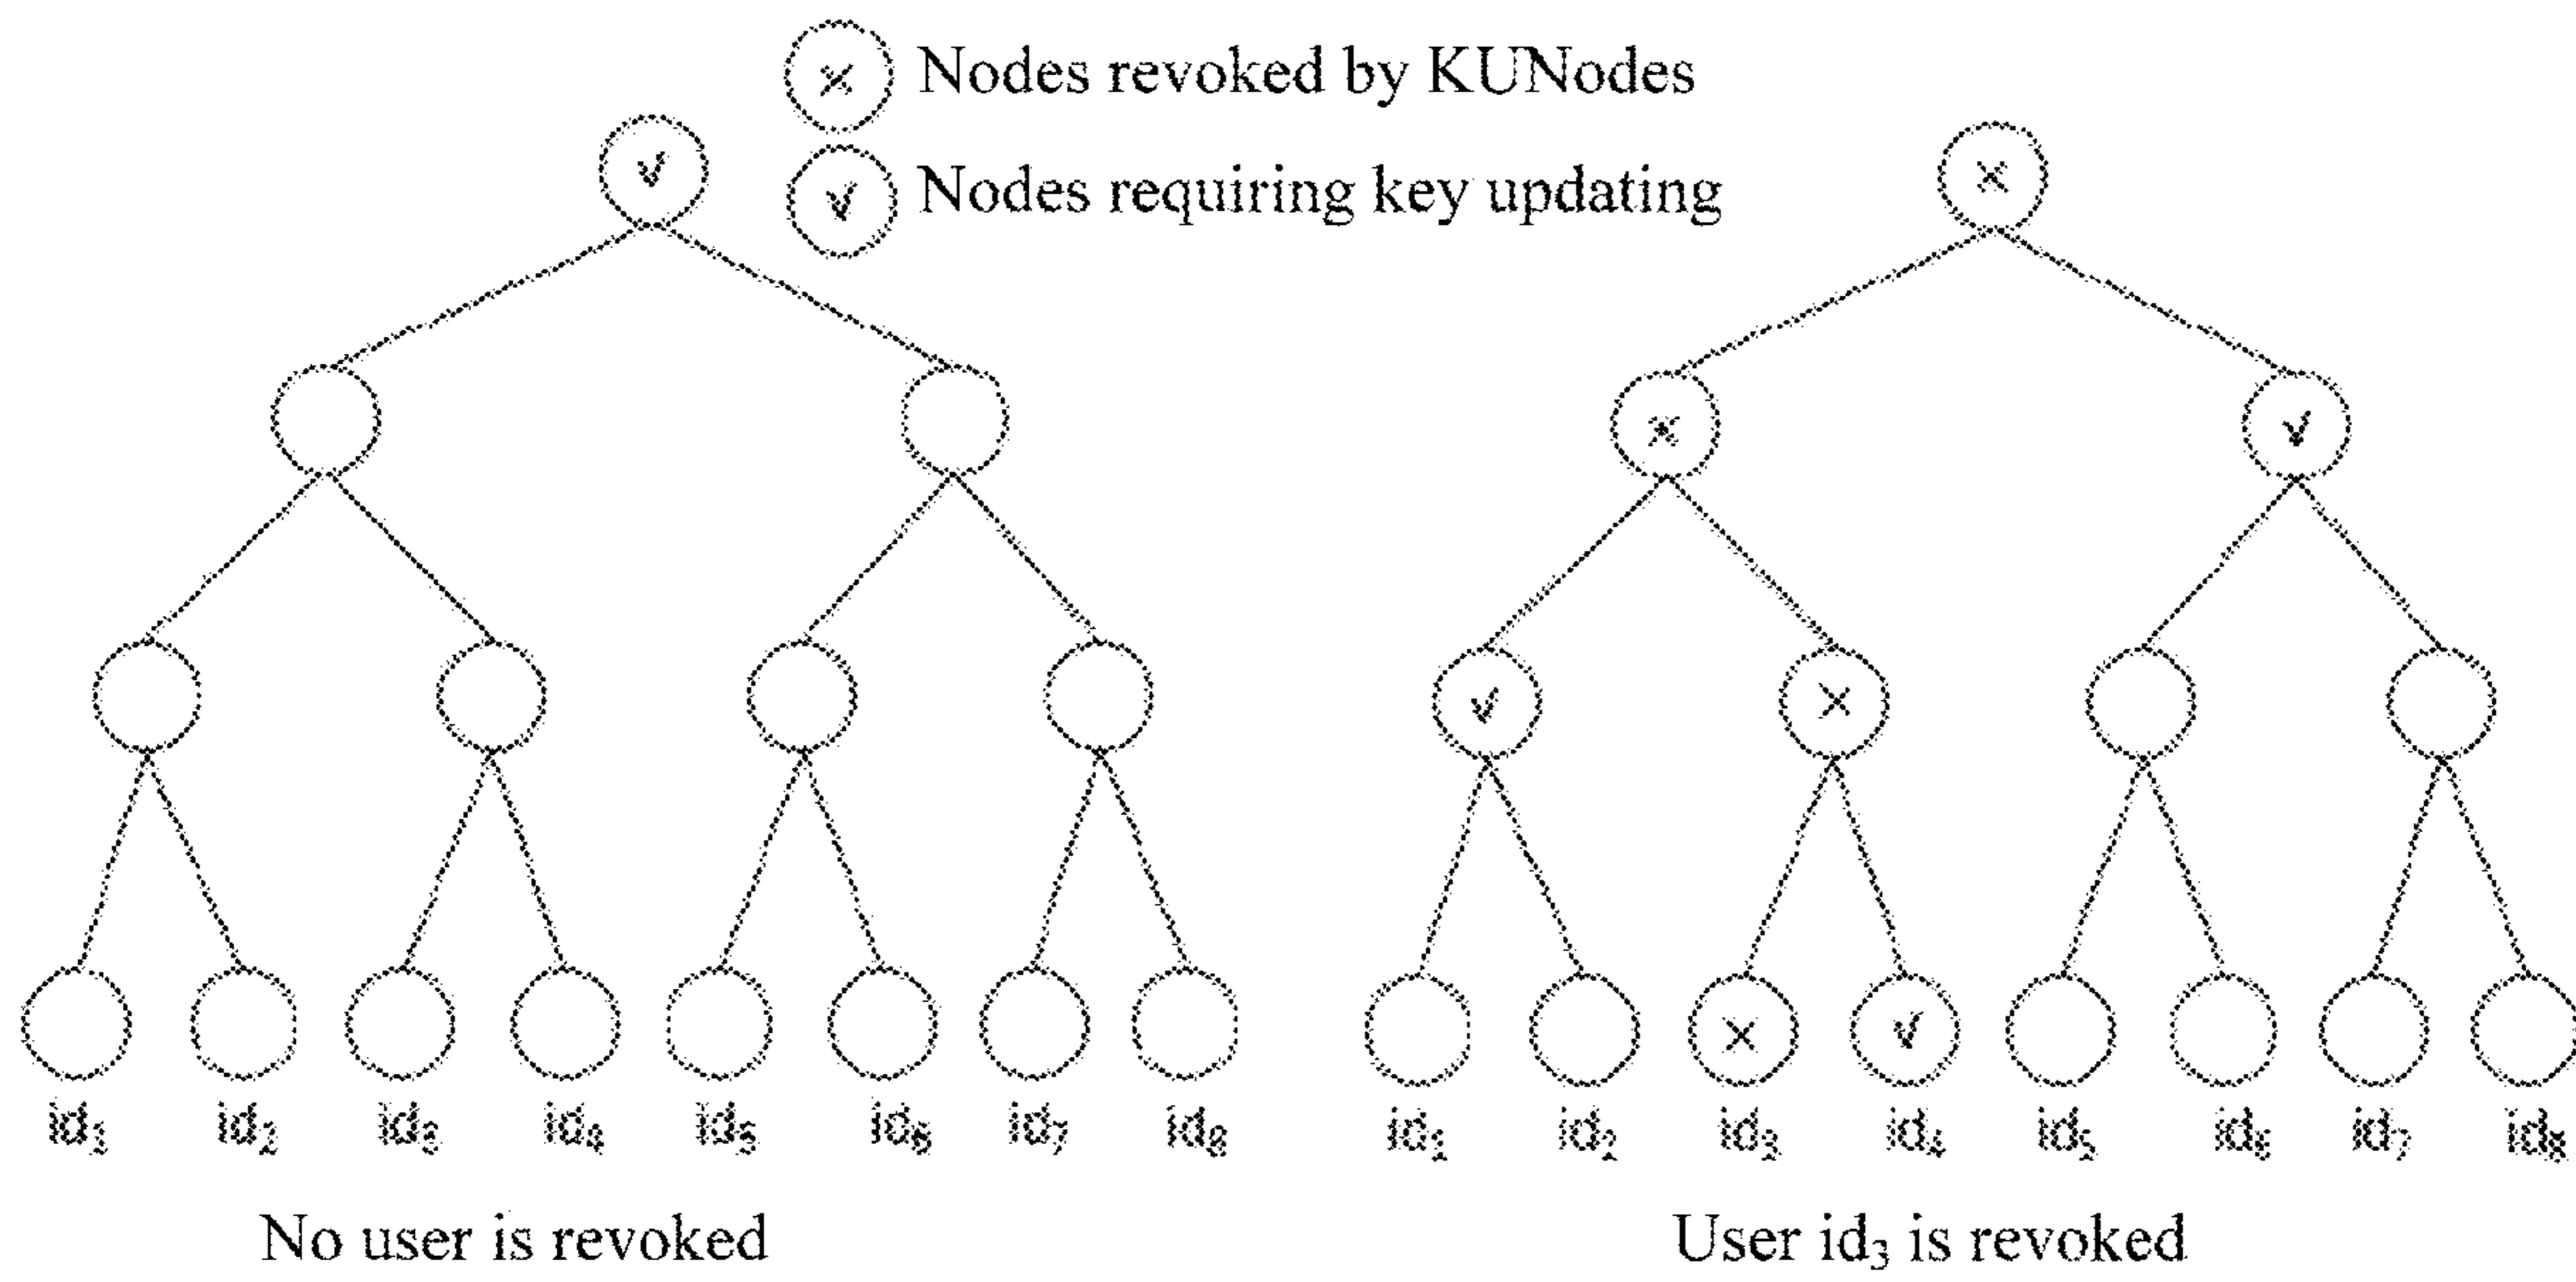 × Nodes revoked by KUNodes
√ Nodes requiring key updating
id₁ id₂ id₃ id₄ id₅ id₆ id₇ id₈
id₁ id₂ id₃ id₄ id₅ id₆ id₇ id₈
No user is revoked
User id₃ is revoked